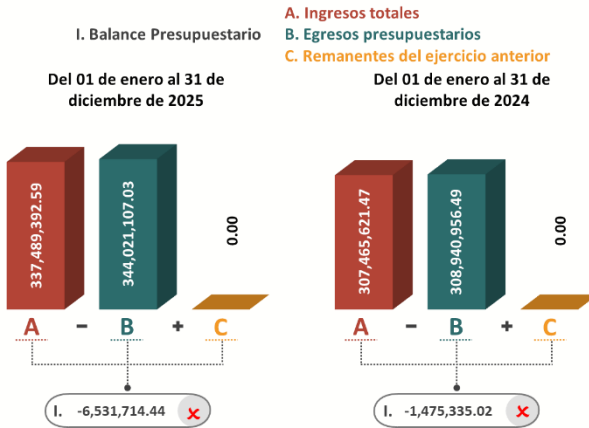 A. Ingresos totales
I. Balance Presupuestario
B. Egresos presupuestarios
C. Remanentes del ejercicio anterior
Del 01 de enero al 31 de
diciembre de 2025
337,489,392.59
344,021,107.03
0.00
A - B + C
I. -6,531,714.44 x
Del 01 de enero al 31 de
diciembre de 2024
307,465,621.47
308,940,956.49
0.00
A - B + C
I. -1,475,335.02 x